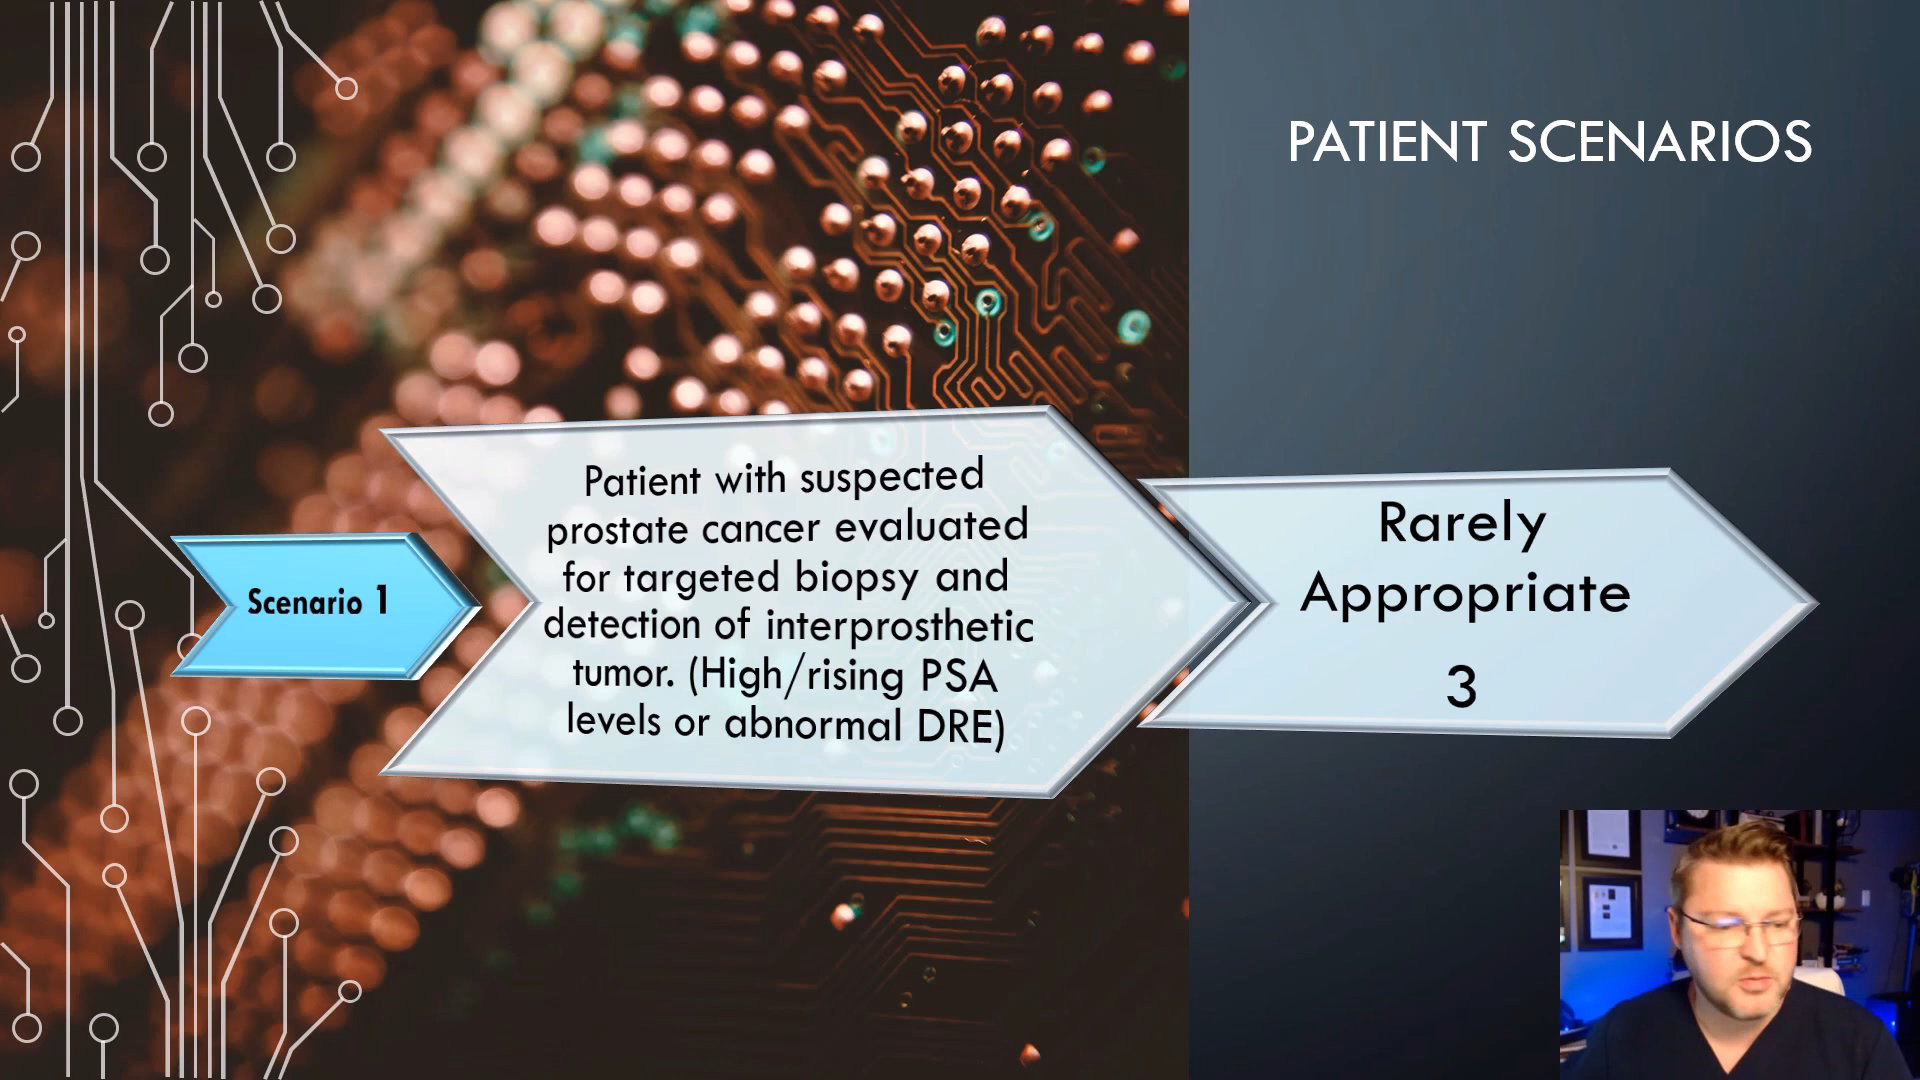 PATIENT SCENARIOS
Scenario 1
Patient with suspected
prostate cancer evaluated
for targeted biopsy and
detection of interprosthetic
tumor. (High/rising PSA
levels or abnormal DRE)
Rarely
Appropriate
3